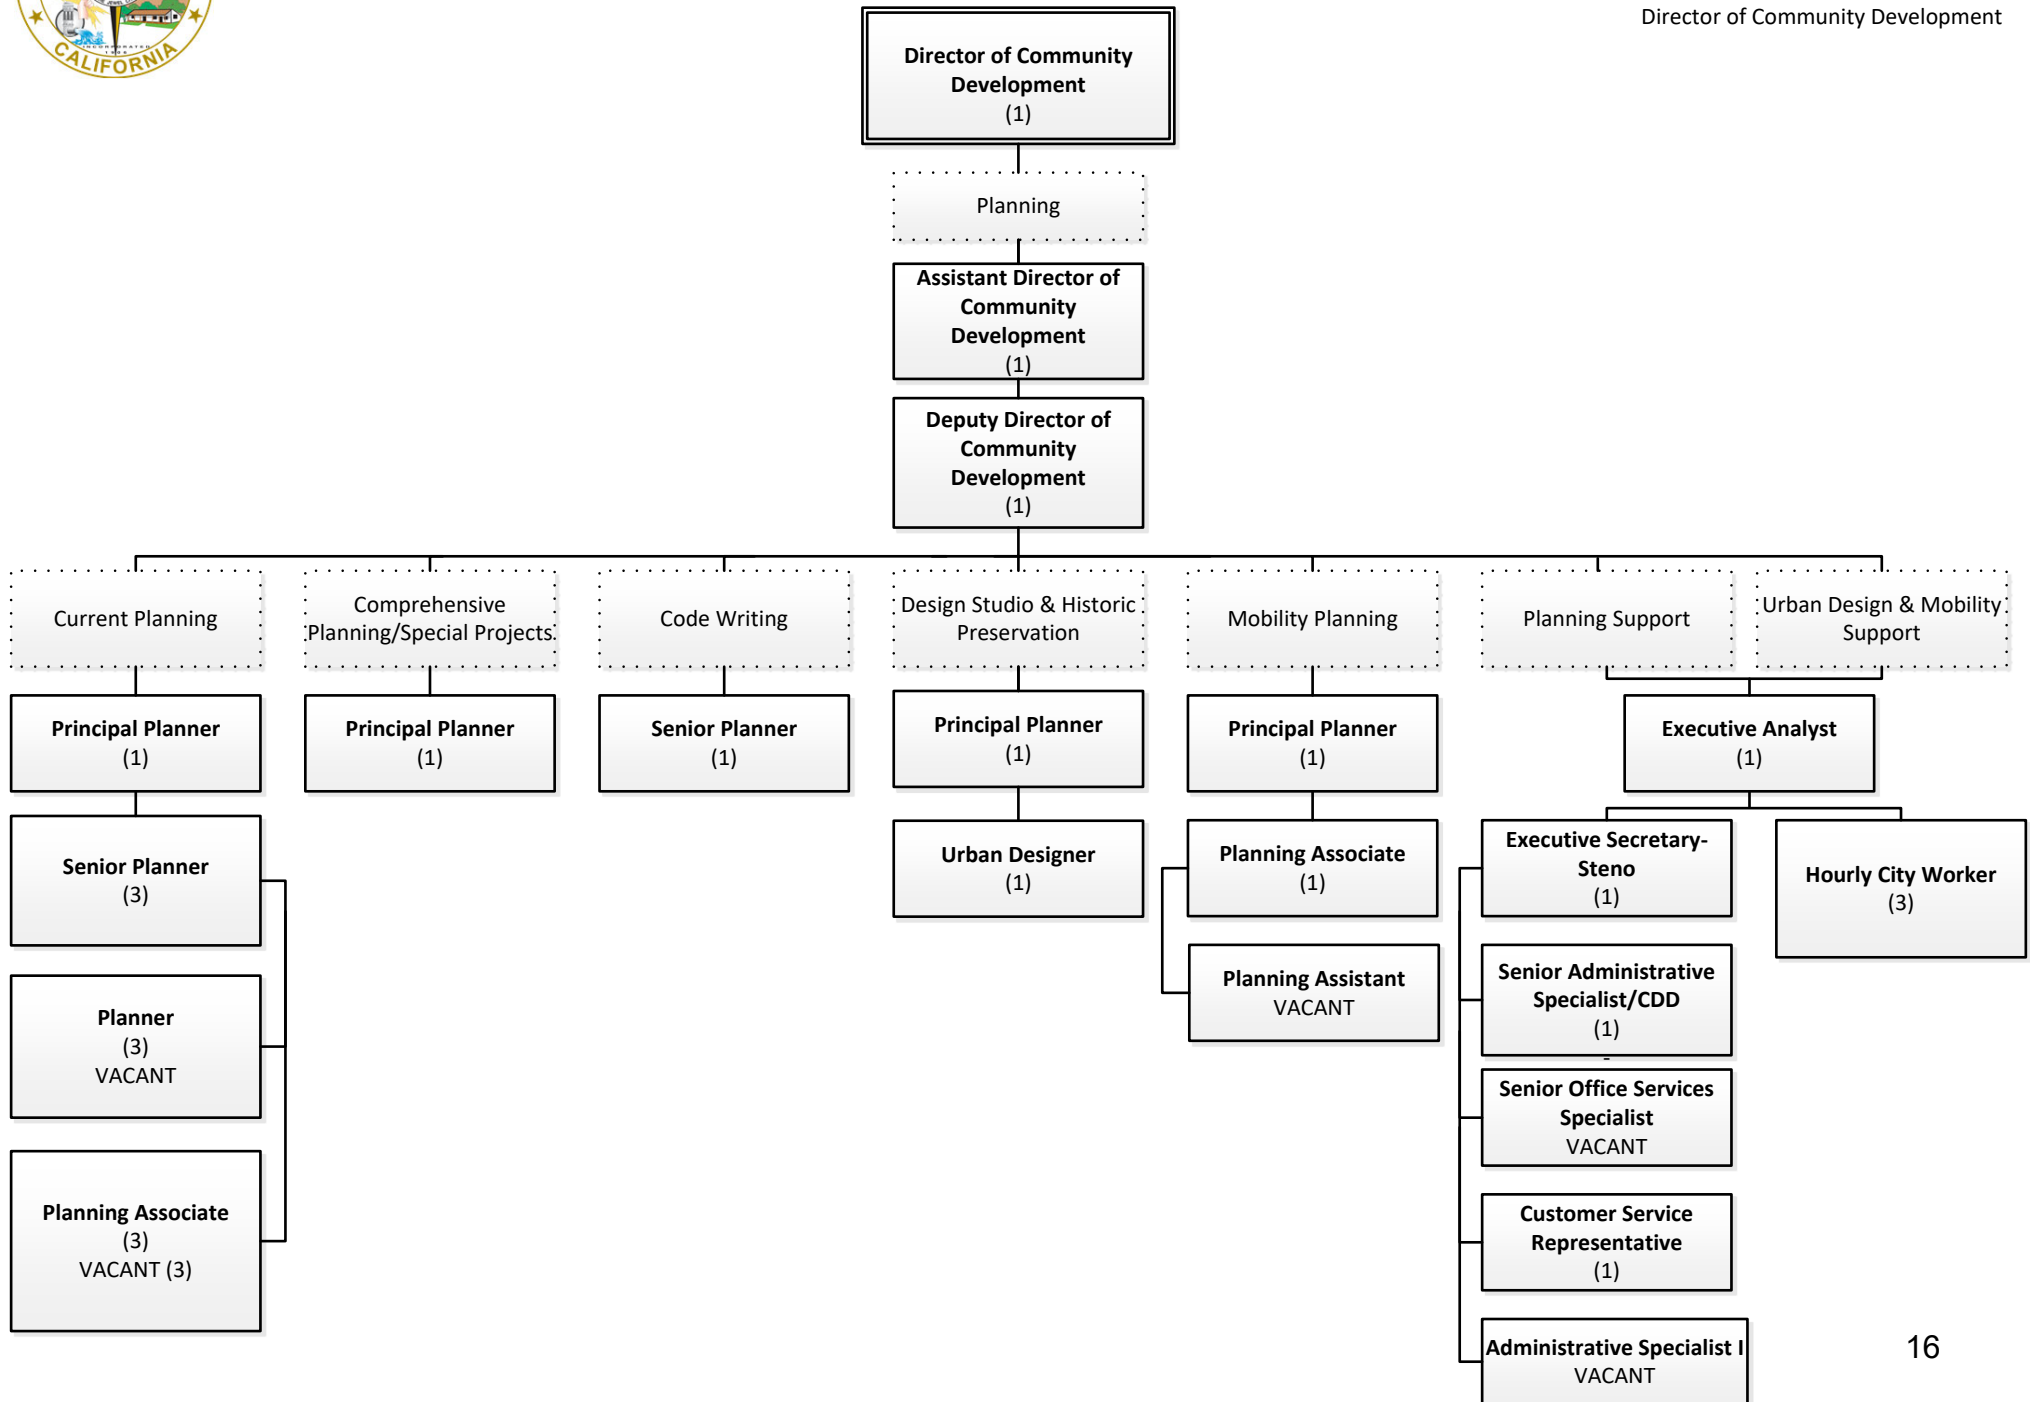 CALIFORNIA
Director of Community Development
Director of Community
Development
(1)
Planning
Assistant Director of
Community
Development
(1)
Deputy Director of
Community
Development
(1)
Current Planning
Comprehensive
Planning/Special Projects
Code Writing
Design Studio & Historic
Preservation
Mobility Planning
Planning Support
Urban Design & Mobility
Support
Principal Planner
(1)
Principal Planner
(1)
Senior Planner
(1)
Principal Planner
(1)
Principal Planner
(1)
Executive Analyst
(1)
Senior Planner
(3)
Planner
(3)
VACANT
Planning Associate
(3)
VACANT (3)
Urban Designer
(1)
Planning Associate
(1)
Planning Assistant
VACANT
Executive Secretary-
Steno
(1)
Senior Administrative
Specialist/CDD
(1)
-
Senior Office Services
Specialist
VACANT
Customer Service
Representative
(1)
Administrative Specialist I
VACANT
Hourly City Worker
(3)
16